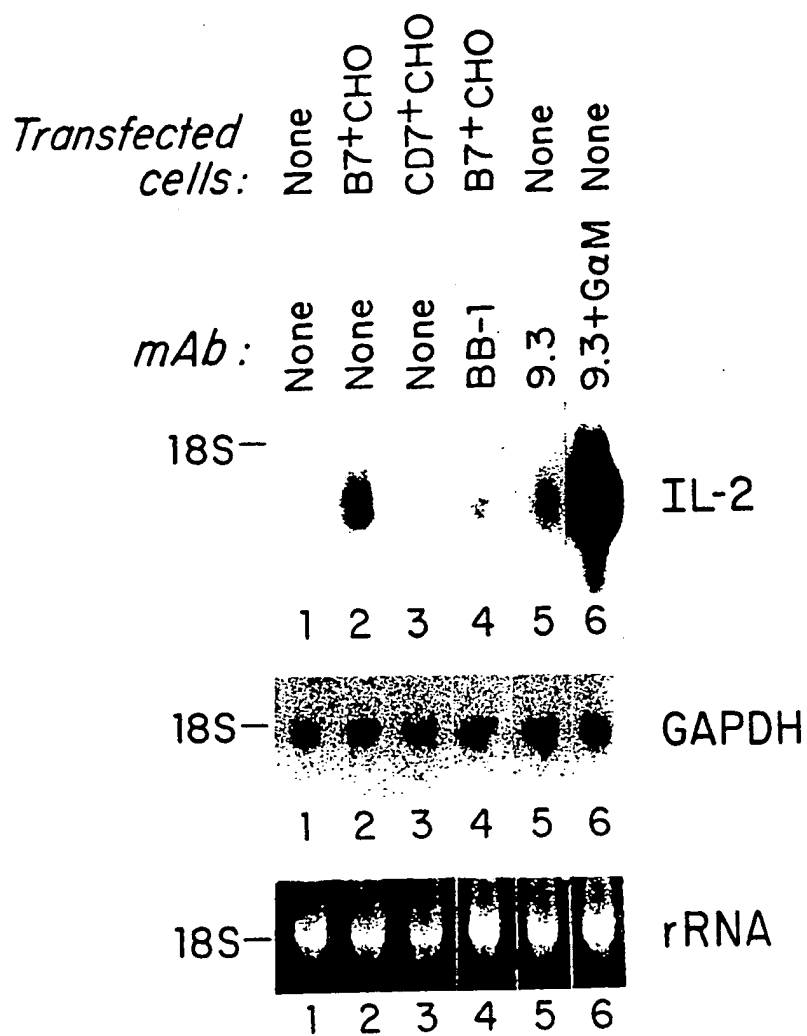 Transfected cells: None B7+CHO CD7+CHO B7+CHO None None
mAb: None None None BB-1 9.3 9.3+GαM
18S—
IL-2
1 2 3 4 5 6
18S—
GAPDH
1 2 3 4 5 6
18S—
rRNA
1 2 3 4 5 6